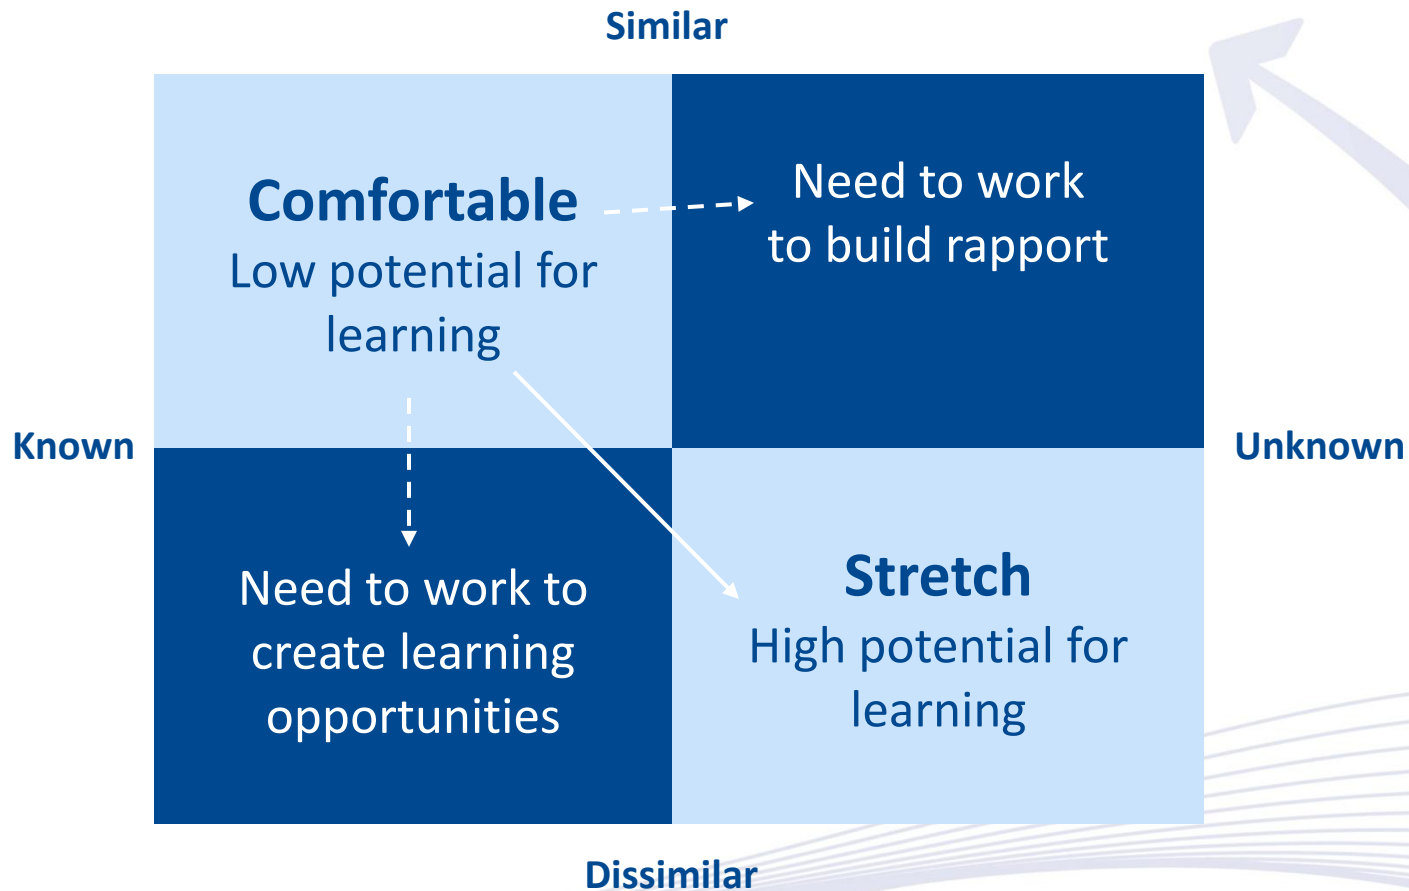 Similar
Comfortable
Low potential for
learning
Need to work
to build rapport
Known
Unknown
Need to work to
create learning
opportunities
Stretch
High potential for
learning
Dissimilar